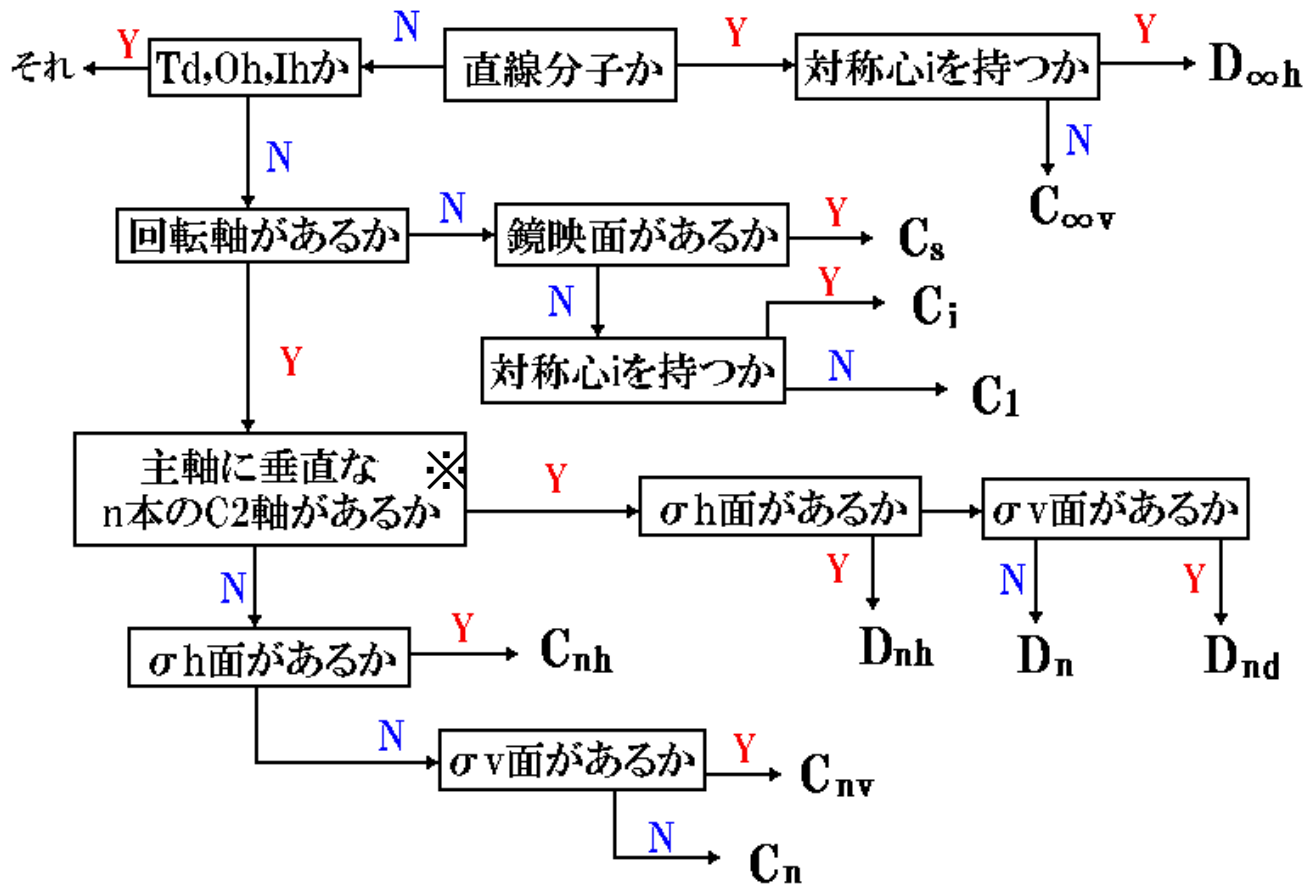 それ
Y
Td,Oh,Ihか
N
直線分子か
Y
対称心iを持つか
Y
D∞h
N
N
C∞v
回転軸があるか
N
鏡映面があるか
Y
Cs
N
Y
Ci
Y
対称心iを持つか
N
C1
主軸に垂直な ※
n本のC2軸があるか
Y
σh面があるか
σv面があるか
N
Y
N
Y
σh面があるか
Y
Cnh
Dnh
Dn
Dnd
N
σv面があるか
Y
Cnv
N
Cn